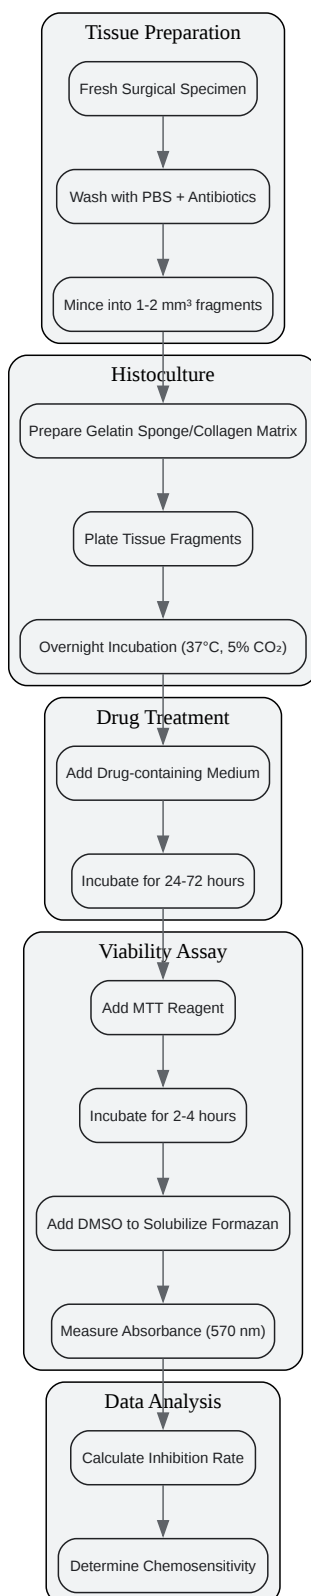 Tissue Preparation
Fresh Surgical Specimen
Wash with PBS + Antibiotics
Mince into 1-2 mm³ fragments
Histoculture
Prepare Gelatin Sponge/Collagen Matrix
Plate Tissue Fragments
Overnight Incubation (37°C, 5% CO₂)
Drug Treatment
Add Drug-containing Medium
Incubate for 24-72 hours
Viability Assay
Add MTT Reagent
Incubate for 2-4 hours
Add DMSO to Solubilize Formazan
Measure Absorbance (570 nm)
Data Analysis
Calculate Inhibition Rate
Determine Chemosensitivity